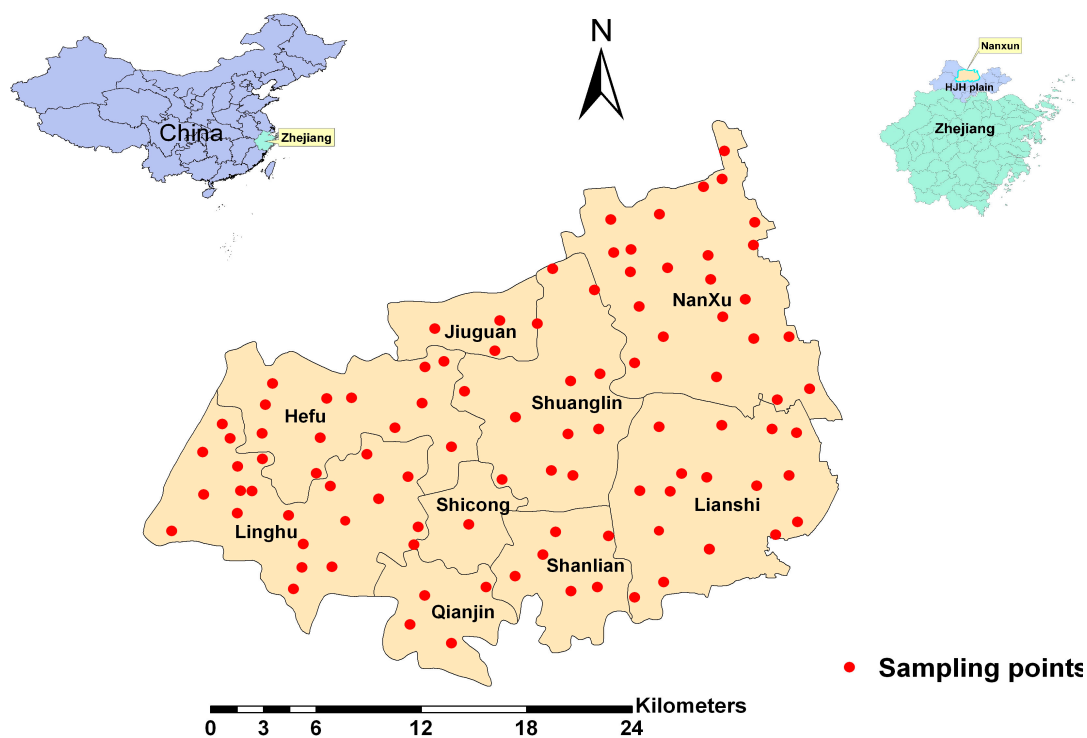 N
Nanxun
HJH plain
China
Zhejiang
Zhejiang
NanXu
Jiuguan
Shuanglin
Hefu
Shicong
Lianshi
Linghu
Shanlian
Qianjin
Sampling points
Kilometers
0 3 6 12 18 24